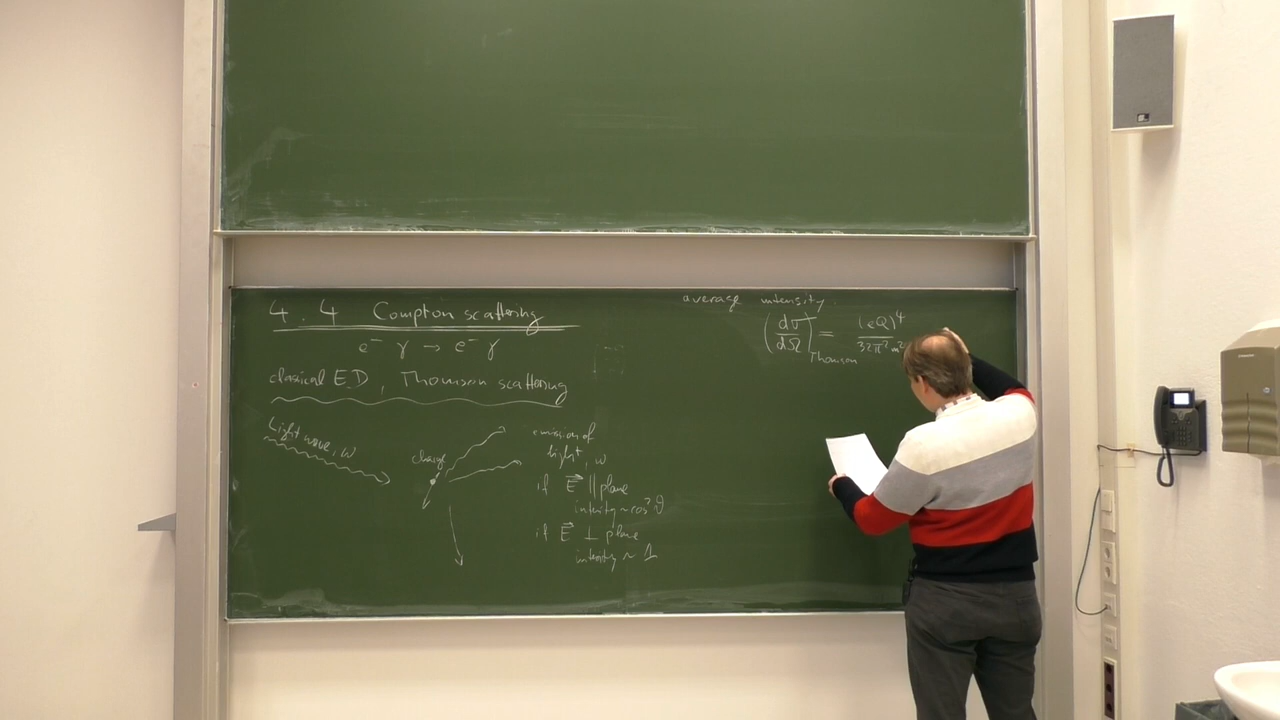 4.4 Compton scattering
e⁻ γ → e⁻ γ
classical ED, Thomson scattering
Light wave, ω
charge
emission of
light, ω
if E⃗ || plane
intensity ~ cos² ϑ
if E⃗ ⊥ plane
intensity ~ 1
average intensity
(dσ/dΩ)Thomson = (eQ)⁴/32π²m²